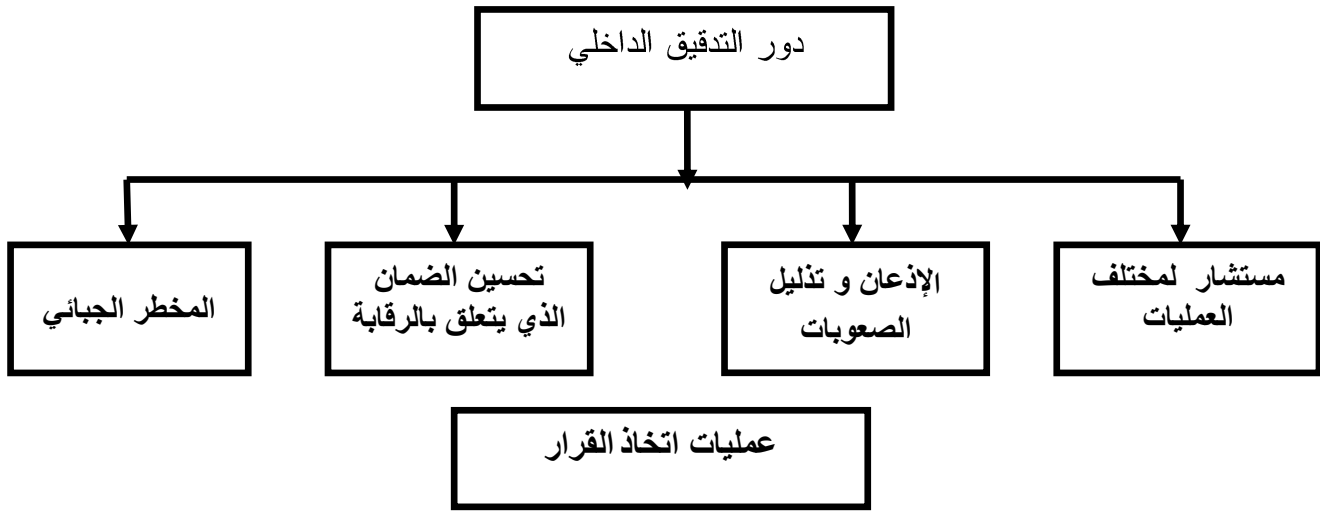 دور التدقيق الداخلي
مستشار لمختلف
العمليات
الإذعان و تذليل
الصعوبات
تحسين الضمان
الذي يتعلق بالرقابة
المخطر الجبائي
عمليات اتخاذ القرار